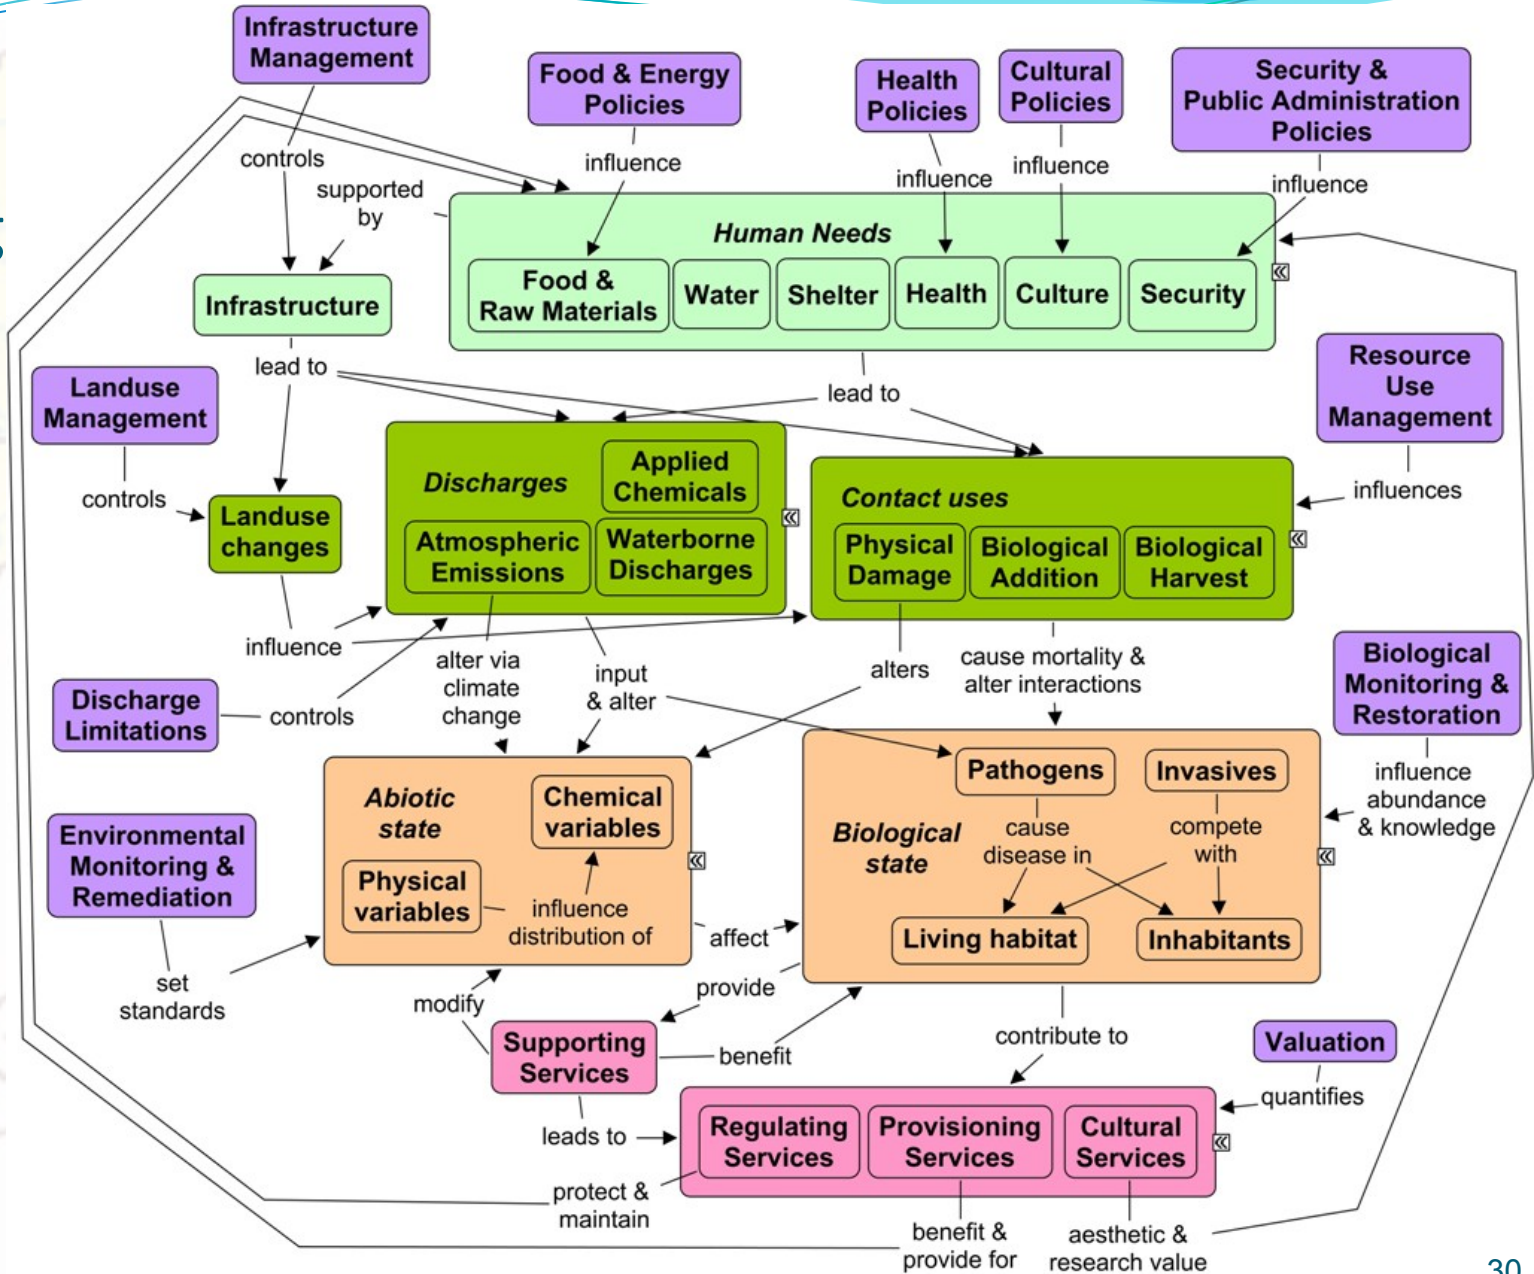 Infrastructure
Management
Food & Energy
Policies
Health
Policies
Cultural
Policies
Security &
Public Administration
Policies
controls
supported
by
influence
influence
influence
influence
Human Needs
Food &
Raw Materials
Water
Shelter
Health
Culture
Security
Infrastructure
lead to
lead to
Landuse
Management
controls
Landuse
changes
Resource
Use
Management
influences
Discharges
Applied
Chemicals
Atmospheric
Emissions
Waterborne
Discharges
Contact uses
Physical
Damage
Biological
Addition
Biological
Harvest
influence
Discharge
Limitations
controls
alter via
climate
change
input
& alter
alters
cause mortality &
alter interactions
Biological
Monitoring &
Restoration
influence
abundance
& knowledge
Abiotic
state
Chemical
variables
Physical
variables
influence
distribution of
Environmental
Monitoring &
Remediation
set
standards
affect
Biological
state
Pathogens
Invasives
cause
disease in
compete
with
Living habitat
Inhabitants
modify
provide
Supporting
Services
benefit
contribute to
Valuation
quantifies
leads to
Regulating
Services
Provisioning
Services
Cultural
Services
protect &
maintain
benefit &
provide for
aesthetic &
research value
30